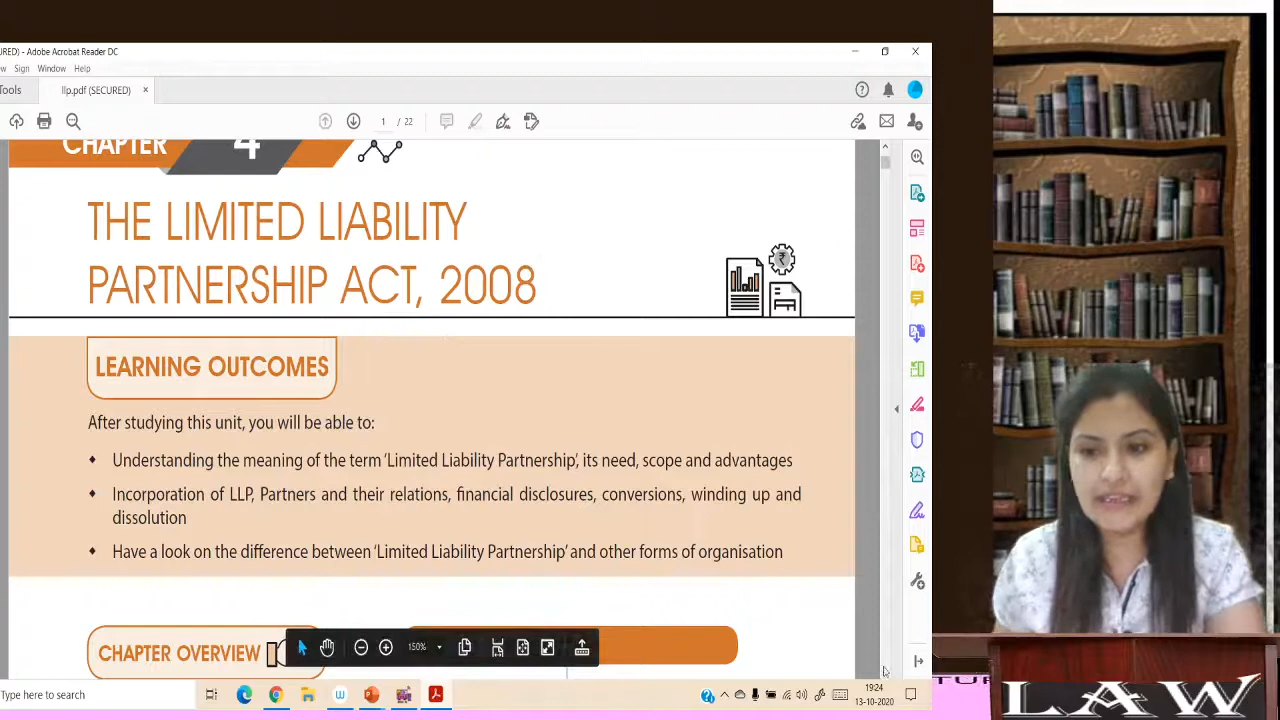 RED) - Adobe Acrobat Reader DC
w Sign Window Help
Tools
llp.pdf (SECURED) ×
1 / 22
CHAPTER 4
THE LIMITED LIABILITY
PARTNERSHIP ACT, 2008
₹
LEARNING OUTCOMES
After studying this unit, you will be able to:
♦ Understanding the meaning of the term ‘Limited Liability Partnership’, its need, scope and advantages
♦ Incorporation of LLP, Partners and their relations, financial disclosures, conversions, winding up and
dissolution
♦ Have a look on the difference between ‘Limited Liability Partnership’ and other forms of organisation
CHAPTER OVERVIEW
150%
Type here to search
19:24
13-10-2020
LAW